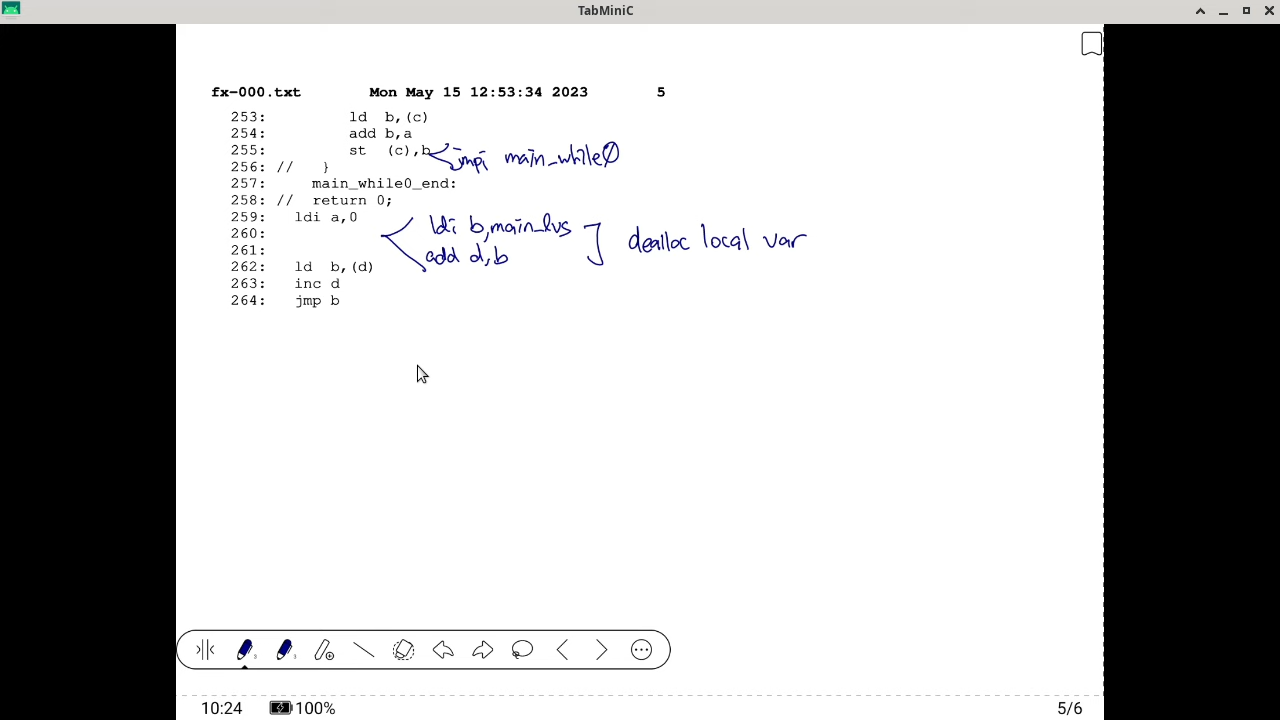 TabMiniC
fx-000.txt Mon May 15 12:53:34 2023 5
253: ld b,(c)
254: add b,a
255: st (c),b
jmpi main_while0
256: // }
257: main_while0_end:
258: // return 0;
259: ldi a,0
ldi b,main_lvs
260:
dealloc local var
261:
add d,b
262: ld b,(d)
263: inc d
264: jmp b
10:24 100% 5/6